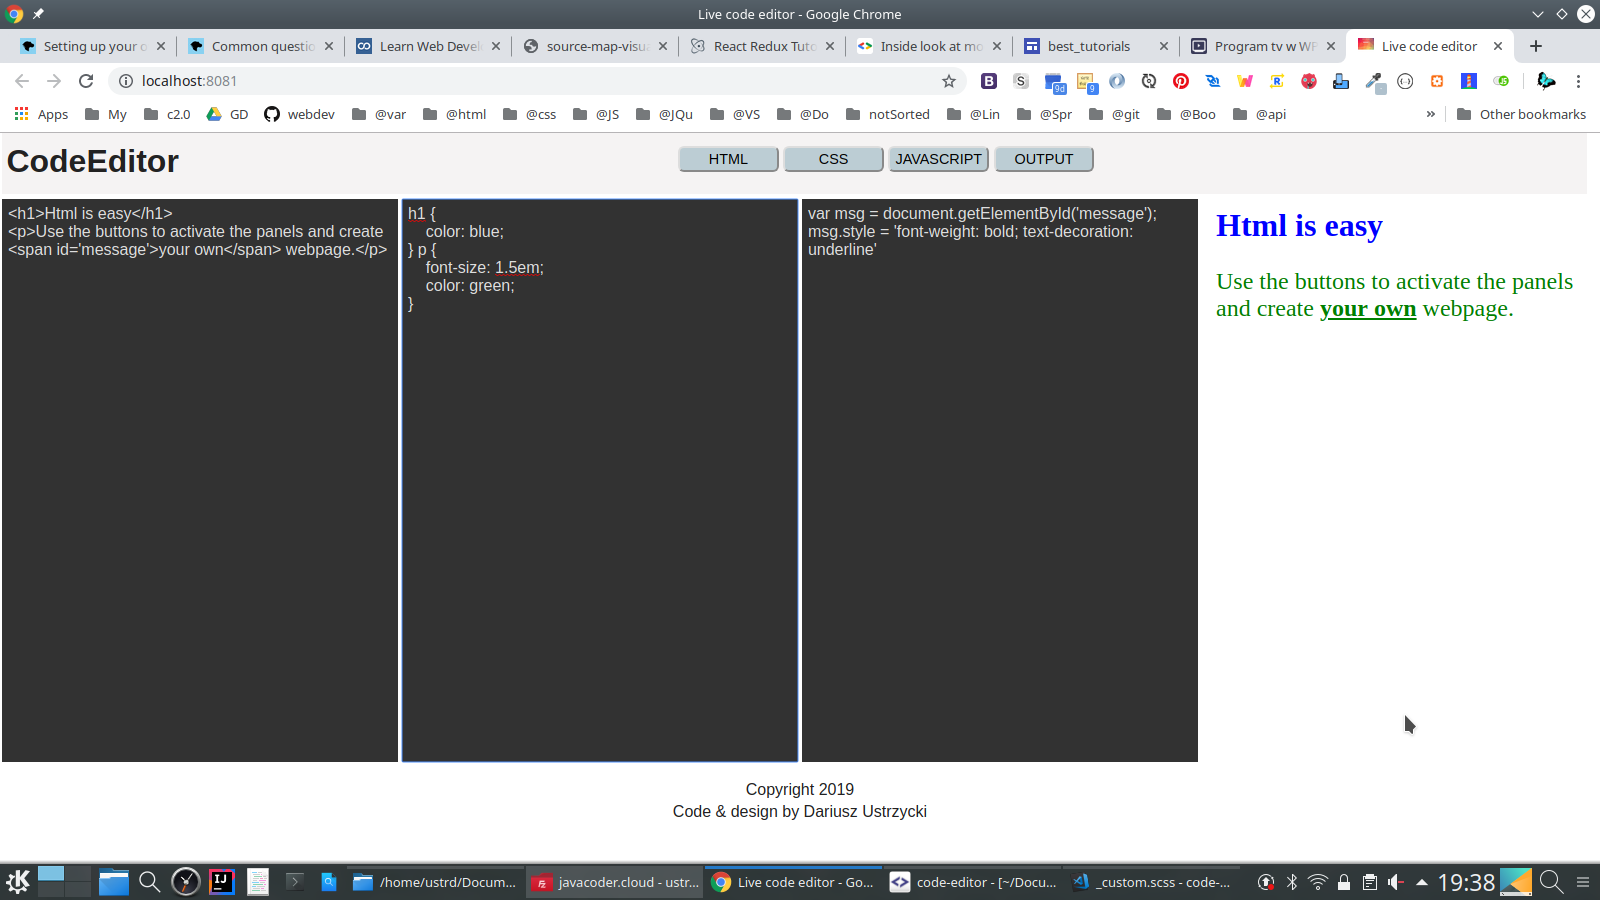 Live code editor - Google Chrome
Setting up your o
Common questio
Learn Web Devel
source-map-visua
React Redux Tuto
Inside look at mo
best_tutorials
Program tv w WP
Live code editor
localhost:8081
Apps
My
c2.0
GD
webdev
@var
@html
@css
@JS
@JQu
@VS
@Do
notSorted
@Lin
@Spr
@git
@Boo
@api
»
Other bookmarks
CodeEditor
HTML
CSS
JAVASCRIPT
OUTPUT
<h1>Html is easy</h1>
<p>Use the buttons to activate the panels and create
<span id='message'>your own</span> webpage.</p>
h1 {
color: blue;
} p {
font-size: 1.5em;
color: green;
}
var msg = document.getElementById('message');
msg.style = 'font-weight: bold; text-decoration:
underline'
Html is easy
Use the buttons to activate the panels
and create your own webpage.
Copyright 2019
Code & design by Dariusz Ustrzycki
/home/ustrd/Docum...
javacoder.cloud - ustr...
Live code editor - Go...
code-editor - [~/Docu...
_custom.scss - code-...
19:38